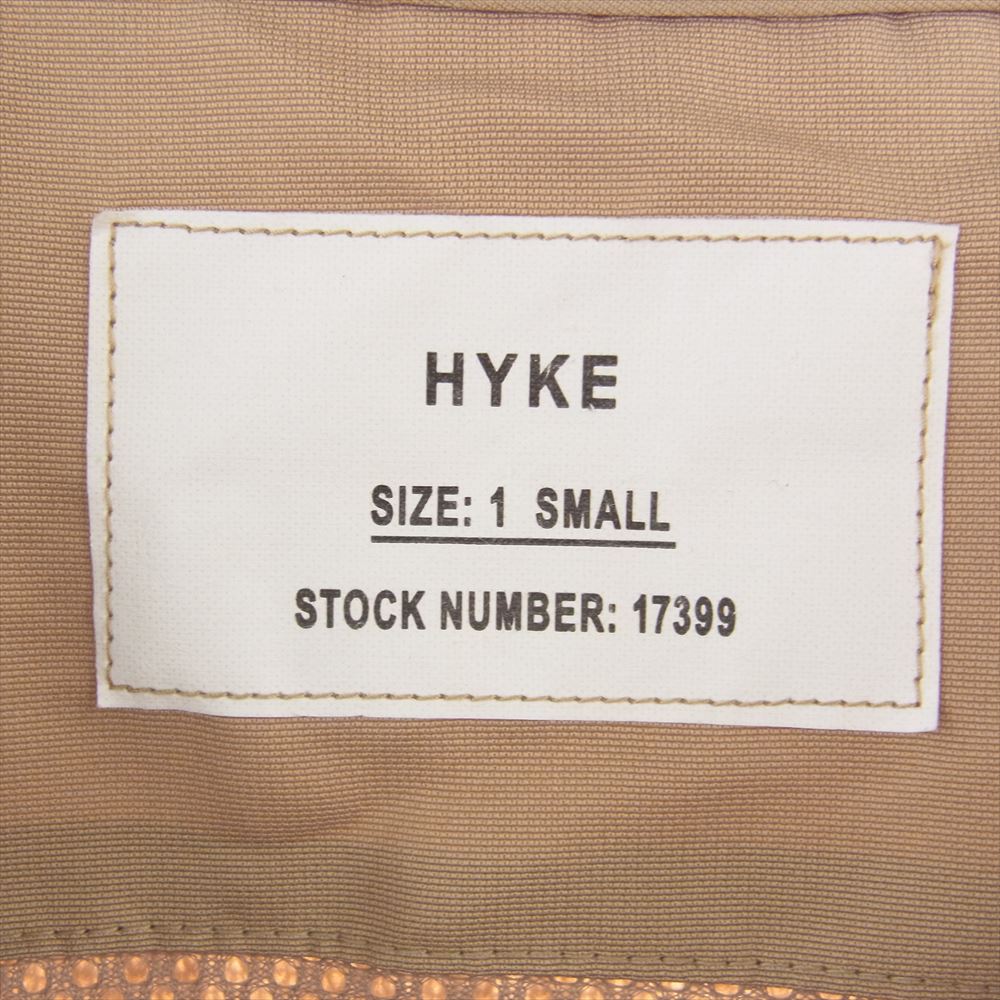 HYKE
SIZE: 1 SMALL
STOCK NUMBER: 17399